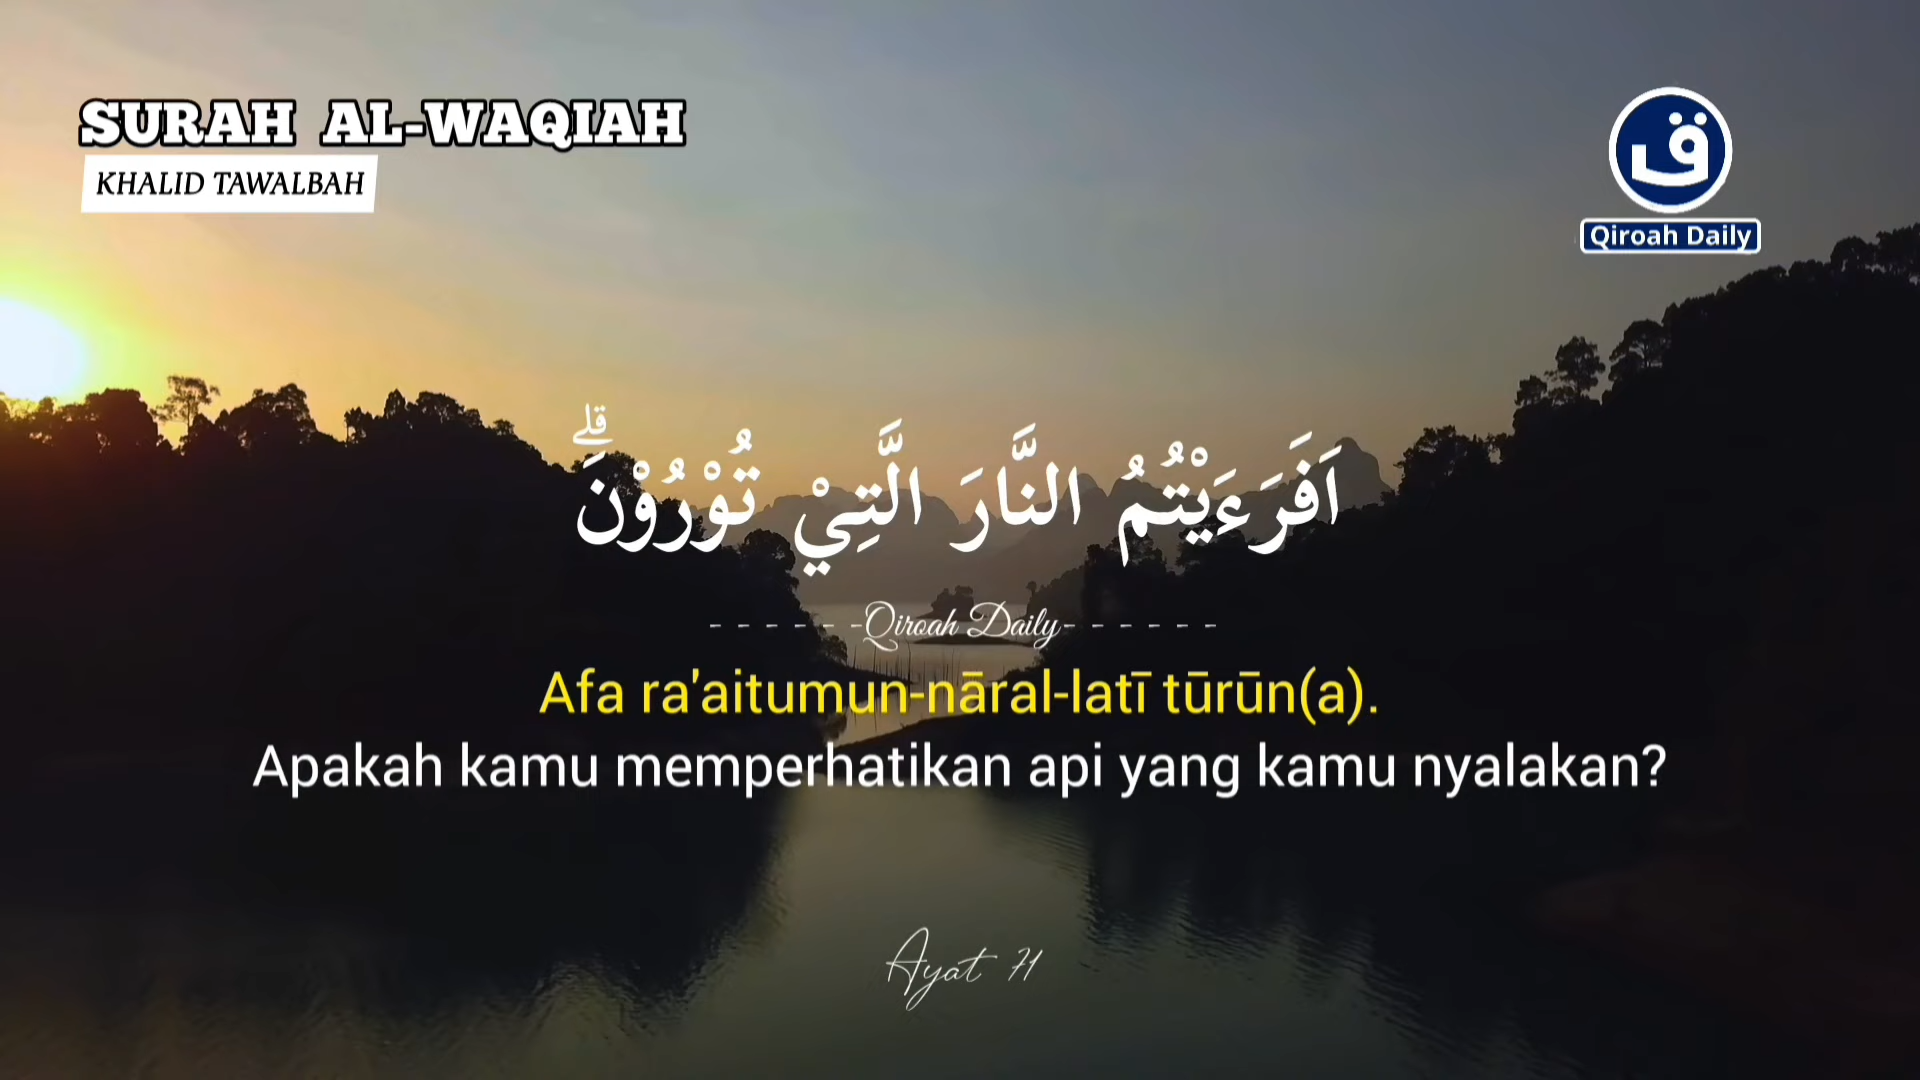 SURAH AL-WAQIAH
KHALID TAWALBAH
ق
Qiroah Daily
اَفَرَءَيْتُمُ النَّارَ الَّتِيْ تُوْرُوْنَۗ
------Qiroah Daily------
Afa ra'aitumun-nāral-latī tūrūn(a).
Apakah kamu memperhatikan api yang kamu nyalakan?
Ayat 71